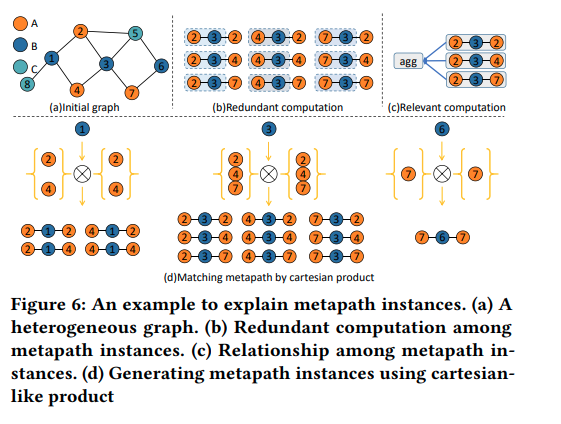 A
B
C
2 5
1 3 6
8 4 7
(a)Initial graph
2 3 2 4 3 2 7 3 2
2 3 4 4 3 4 7 3 4
2 3 7 4 3 7 7 3 7
(b)Redundant computation
agg
2 3 2
2 3 4
2 3 7
(c)Relevant computation
1
2 2
4 4
2 1 2 4 1 2
2 1 4 4 1 4
3
2 2
4 4
7 7
2 3 2 4 3 2 7 3 2
2 3 4 4 3 4 7 3 4
2 3 7 4 3 7 7 3 7
6
7 7
7 6 7
(d)Matching metapath by cartesian product
Figure 6: An example to explain metapath instances. (a) A
heterogeneous graph. (b) Redundant computation among
metapath instances. (c) Relationship among metapath in-
stances. (d) Generating metapath instances using cartesian-
like product